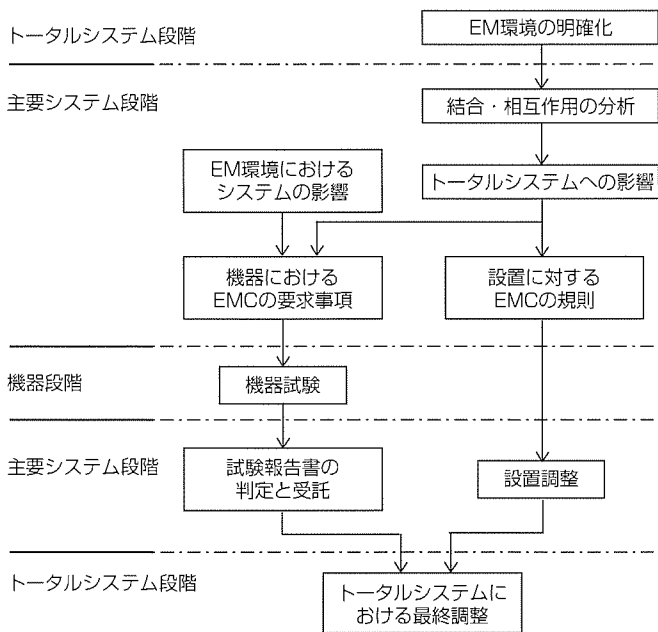 トータルシステム段階
EM環境の明確化
主要システム段階
結合・相互作用の分析
EM環境における
システムの影響
トータルシステムへの影響
機器における
EMCの要求事項
設置に対する
EMCの規則
機器段階
機器試験
主要システム段階
試験報告書の
判定と受託
設置調整
トータルシステム段階
トータルシステムに
おける最終調整